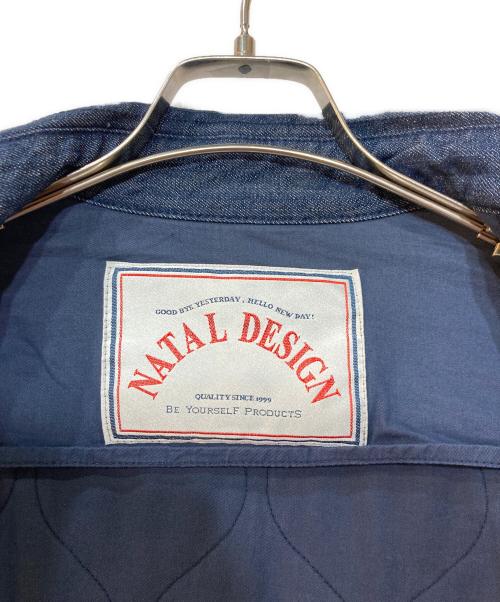 GOOD BYE YESTERDAY, HELLO NEW DAY!
NATAL DESIGN
QUALITY SINCE 1999
BE YOURSELF PRODUCTS